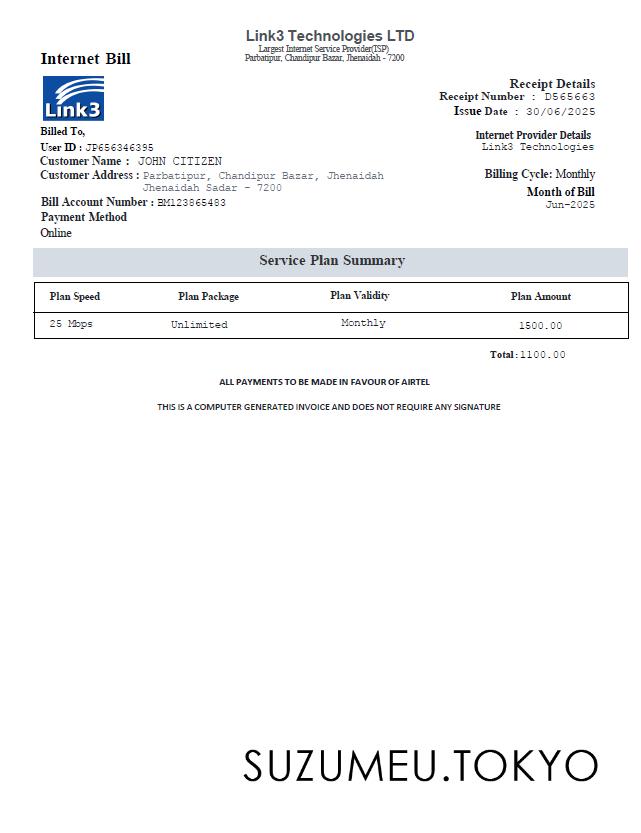 Link3 Technologies LTD
Largest Internet Service Provider(ISP)
Parbatipur, Chandipur Bazar, Jhenaidah - 7200
Internet Bill
Link3
Receipt Details
Receipt Number : D565663
Issue Date : 30/06/2025
Billed To,
User ID : JP656346395
Customer Name : JOHN CITIZEN
Customer Address : Parbatipur, Chandipur Bazar, Jhenaidah
Jhenaidah Sadar - 7200
Bill Account Number : BM123865483
Payment Method
Online
Internet Provider Details
Link3 Technologies
Billing Cycle: Monthly
Month of Bill
Jun-2025
Service Plan Summary
Plan Speed Plan Package Plan Validity Plan Amount
25 Mbps Unlimited Monthly 1500.00
Total :1100.00
ALL PAYMENTS TO BE MADE IN FAVOUR OF AIRTEL
THIS IS A COMPUTER GENERATED INVOICE AND DOES NOT REQUIRE ANY SIGNATURE
SUZUMEU.TOKYO